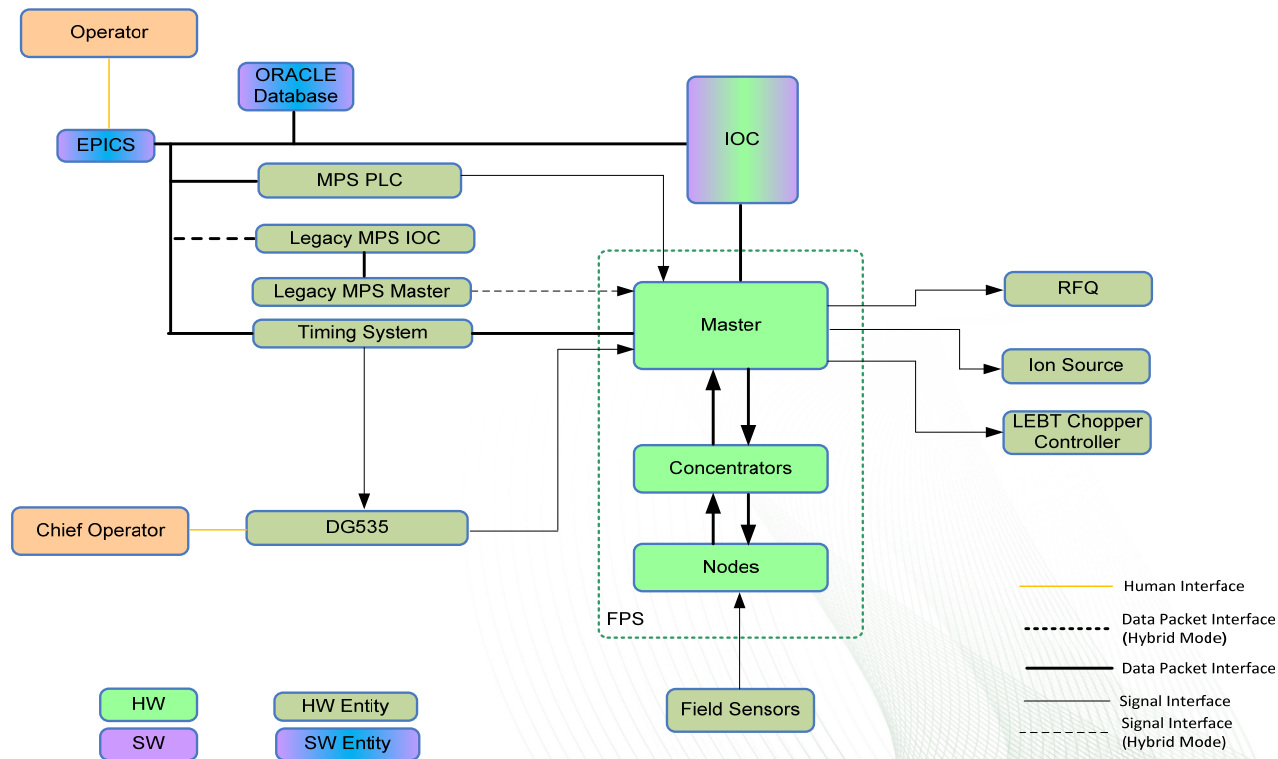 Operator
ORACLE
Database
EPICS
IOC
MPS PLC
Legacy MPS IOC
Legacy MPS Master
Timing System
Master
RFQ
Ion Source
LEBT Chopper
Controller
Concentrators
Chief Operator
DG535
Nodes
FPS
Field Sensors
Human Interface
Data Packet Interface
(Hybrid Mode)
Data Packet Interface
Signal Interface
Signal Interface
(Hybrid Mode)
HW
HW Entity
SW
SW Entity